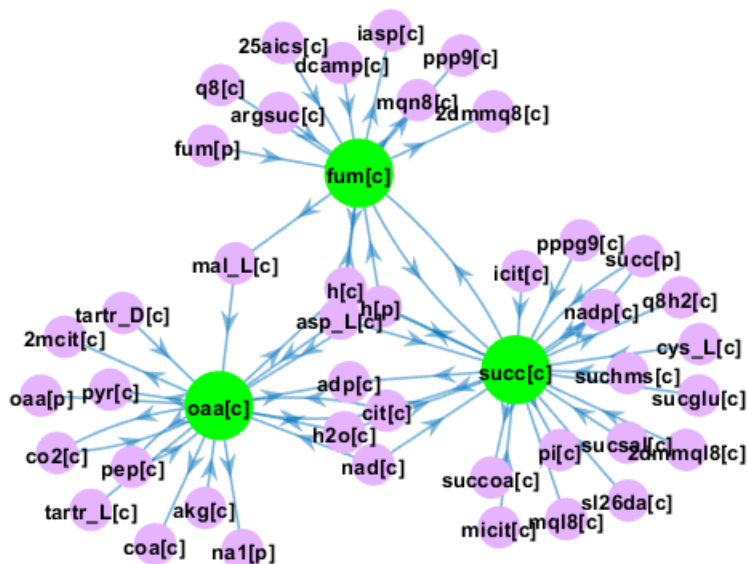 iasp[c]
25aics[c]
ppp9[c]
dcamp[c]
q8[c]
mqn8[c]
argsuc[c]
2dmmq8[c]
fum[p]
fum[c]
mal_L[c]
pppg9[c]
succ[p]
icit[c]
h[c]
h[p]
nadp[c]
q8h2[c]
tartr_D[c]
asp_L[c]
2mcit[c]
cys_L[c]
succ[c]
suchms[c]
adp[c]
pyr[c]
oaa[p]
oaa[c]
cit[c]
sucglu[c]
h2o[c]
co2[c]
pep[c]
nad[c]
pi[c]
sucsal[c]
2dmmql8[c]
succoa[c]
sl26da[c]
tartr_L[c]
akg[c]
micit[c]
mql8[c]
coa[c]
na1[p]